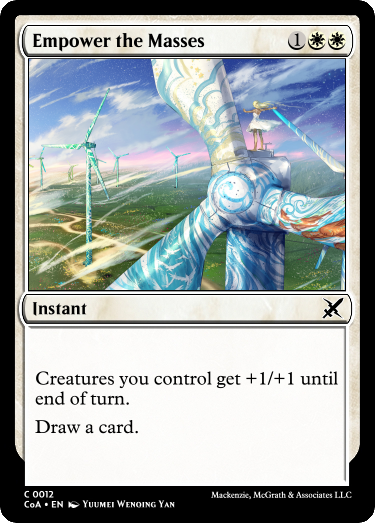 Empower the Masses 1
Instant
Creatures you control get +1/+1 until
end of turn.
Draw a card.
C 0012
CoA • EN Yuumei Wenqing Yan
Mackenzie, McGrath & Associates LLC